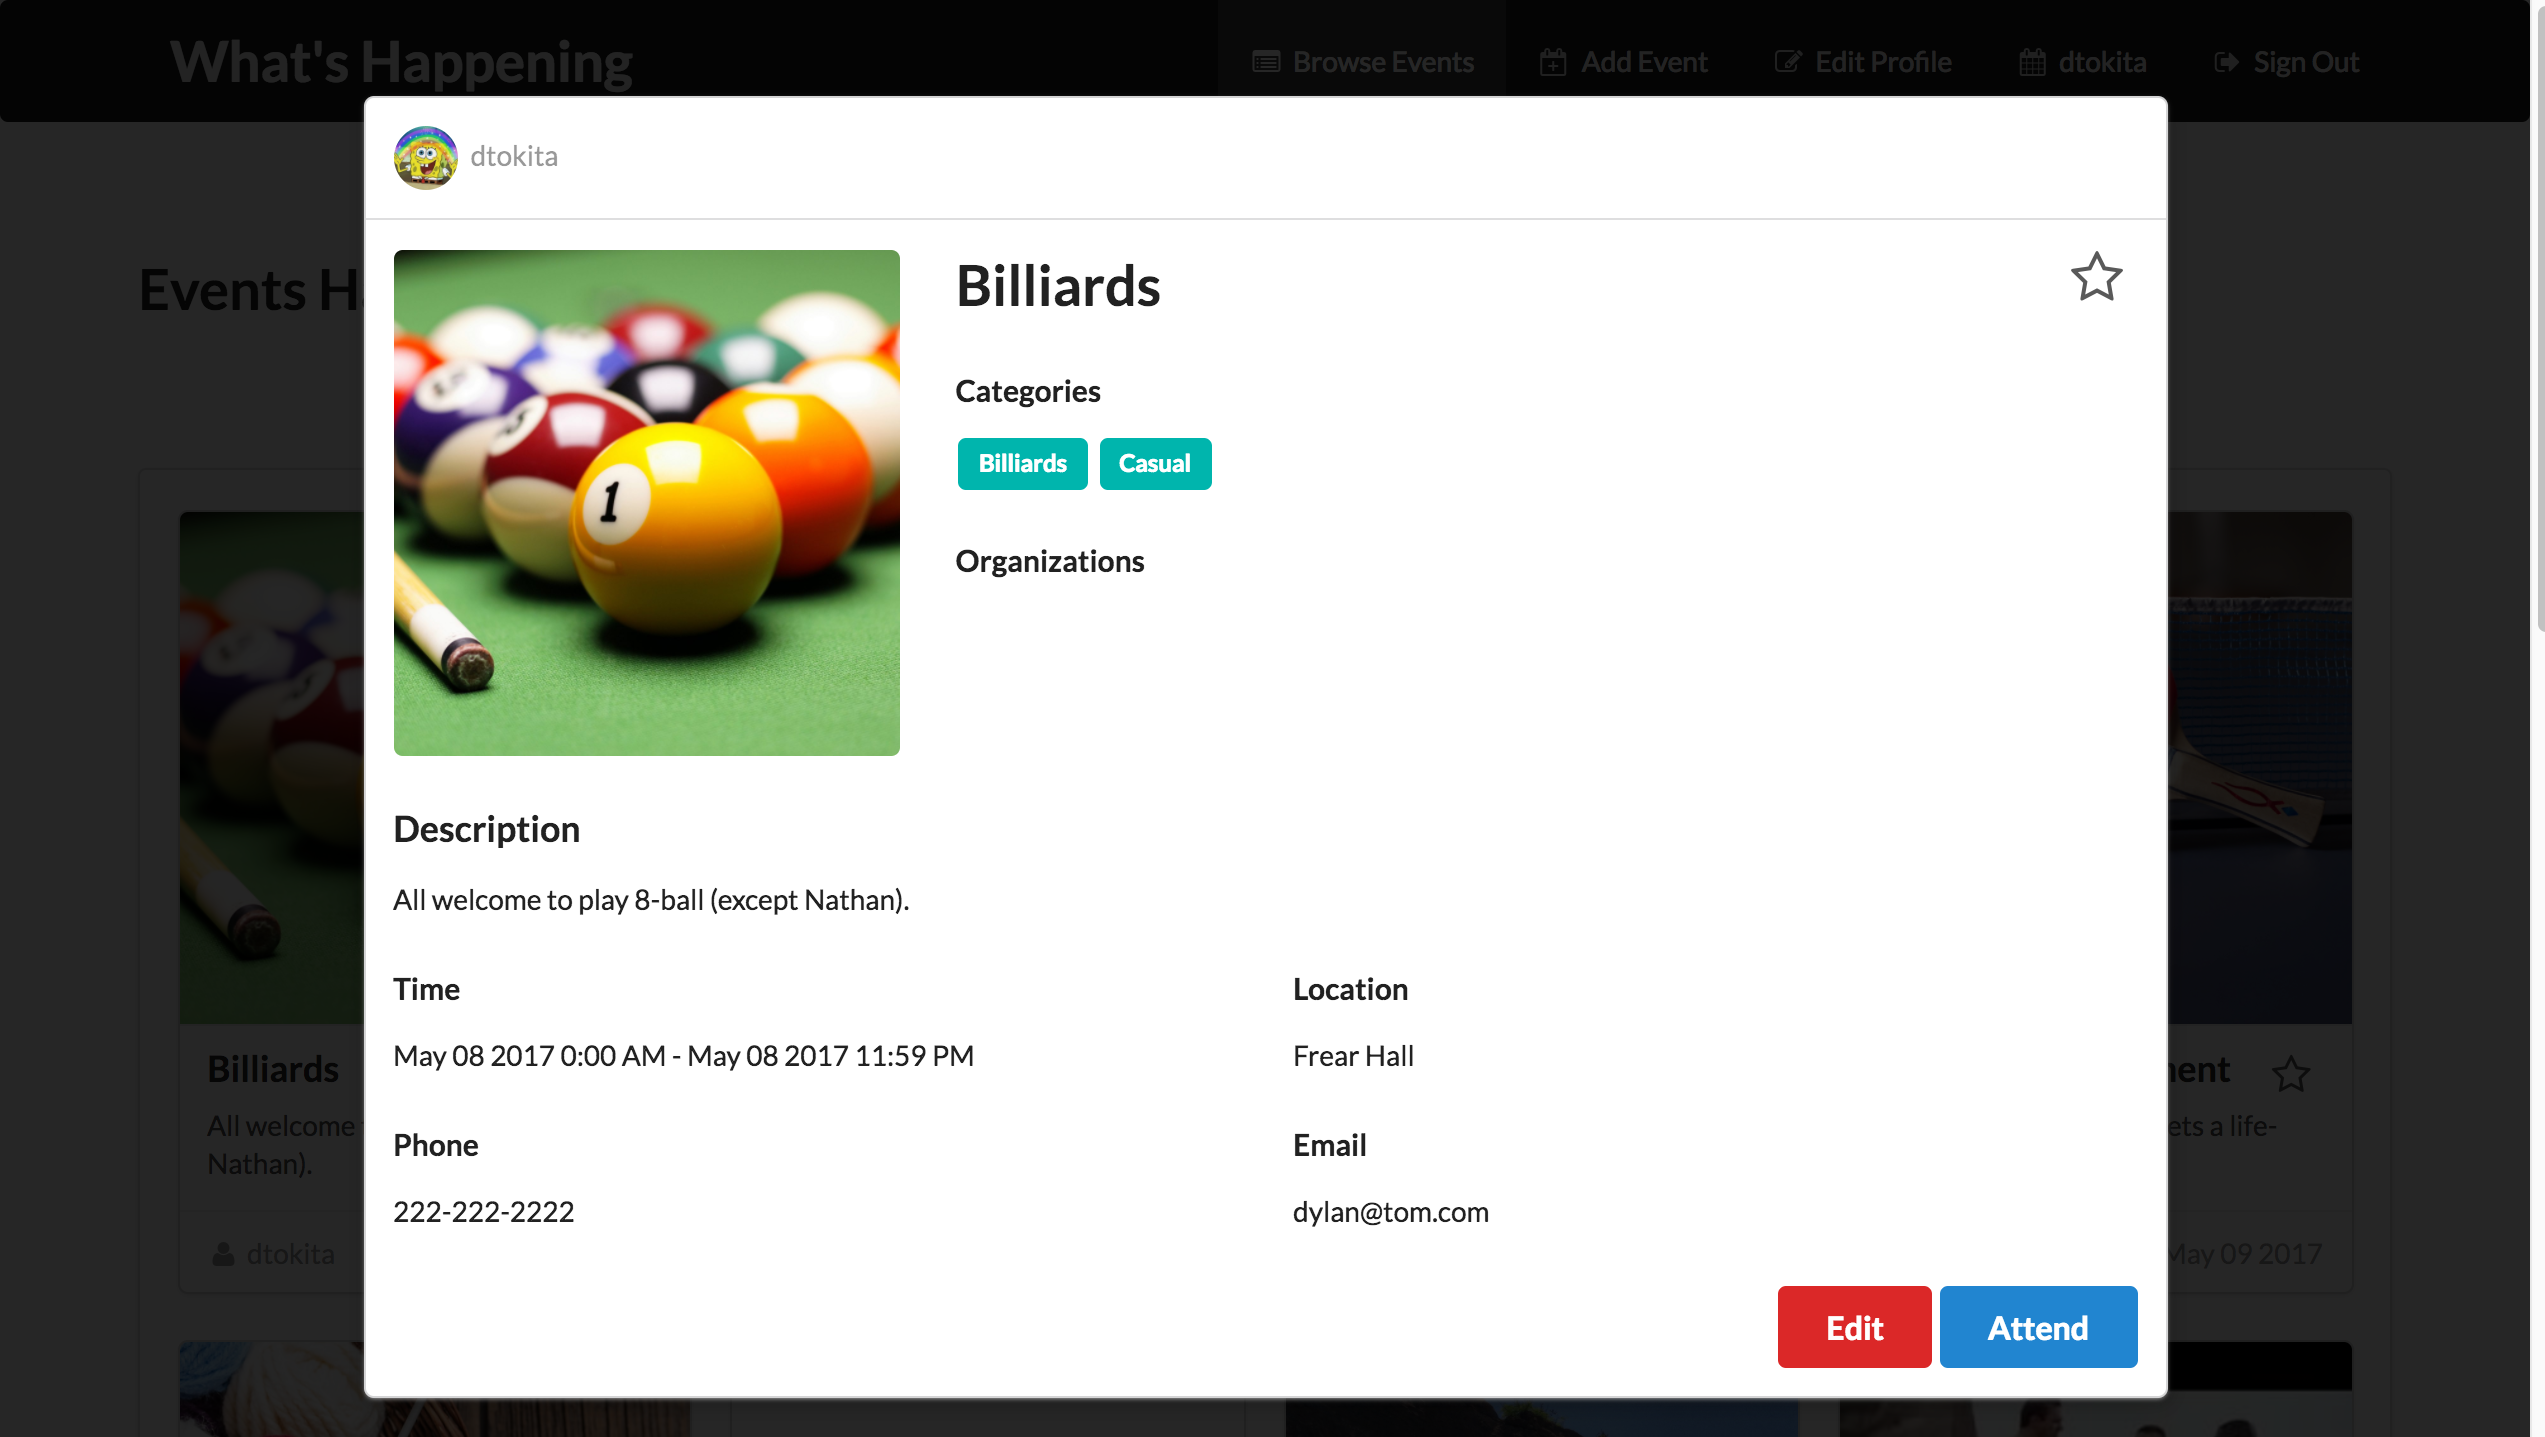 What's Happening
Browse Events
Add Event
Edit Profile
dtokita
Sign Out
dtokita
Events H
Billiards
Categories
Billiards
Casual
Organizations
1
Description
All welcome to play 8-ball (except Nathan).
Time
May 08 2017 0:00 AM - May 08 2017 11:59 PM
Location
Frear Hall
Phone
222-222-2222
Email
dylan@tom.com
Edit
Attend
Billiards
All welcome
Nathan).
dtokita
ment
ets a life-
May 09 2017